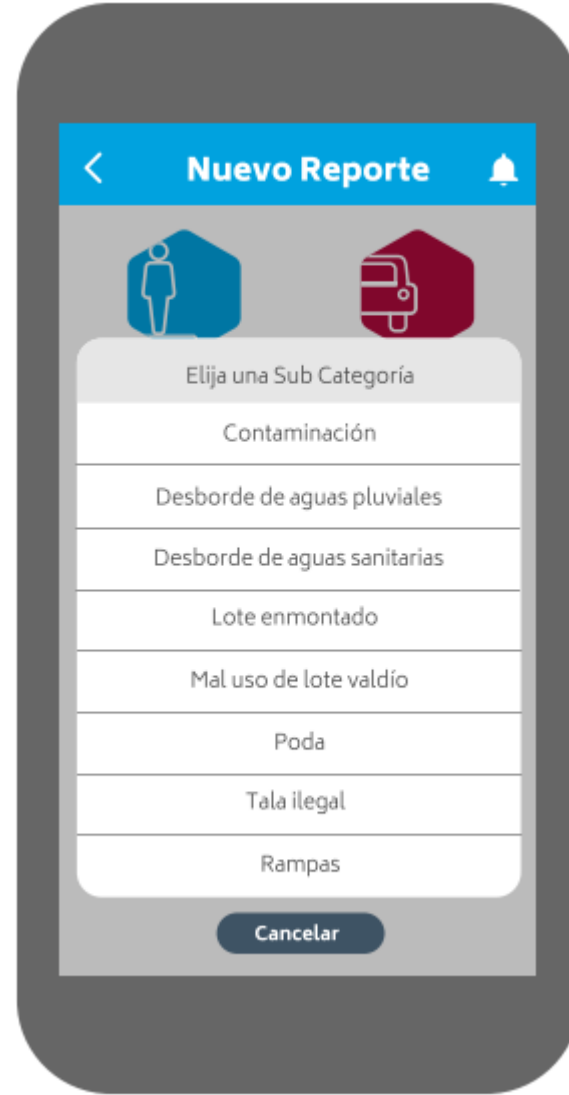 Nuevo Reporte
Elija una Sub Categoría
Contaminación
Desborde de aguas pluviales
Desborde de aguas sanitarias
Lote enmontado
Mal uso de lote valdío
Poda
Tala ilegal
Rampas
Cancelar